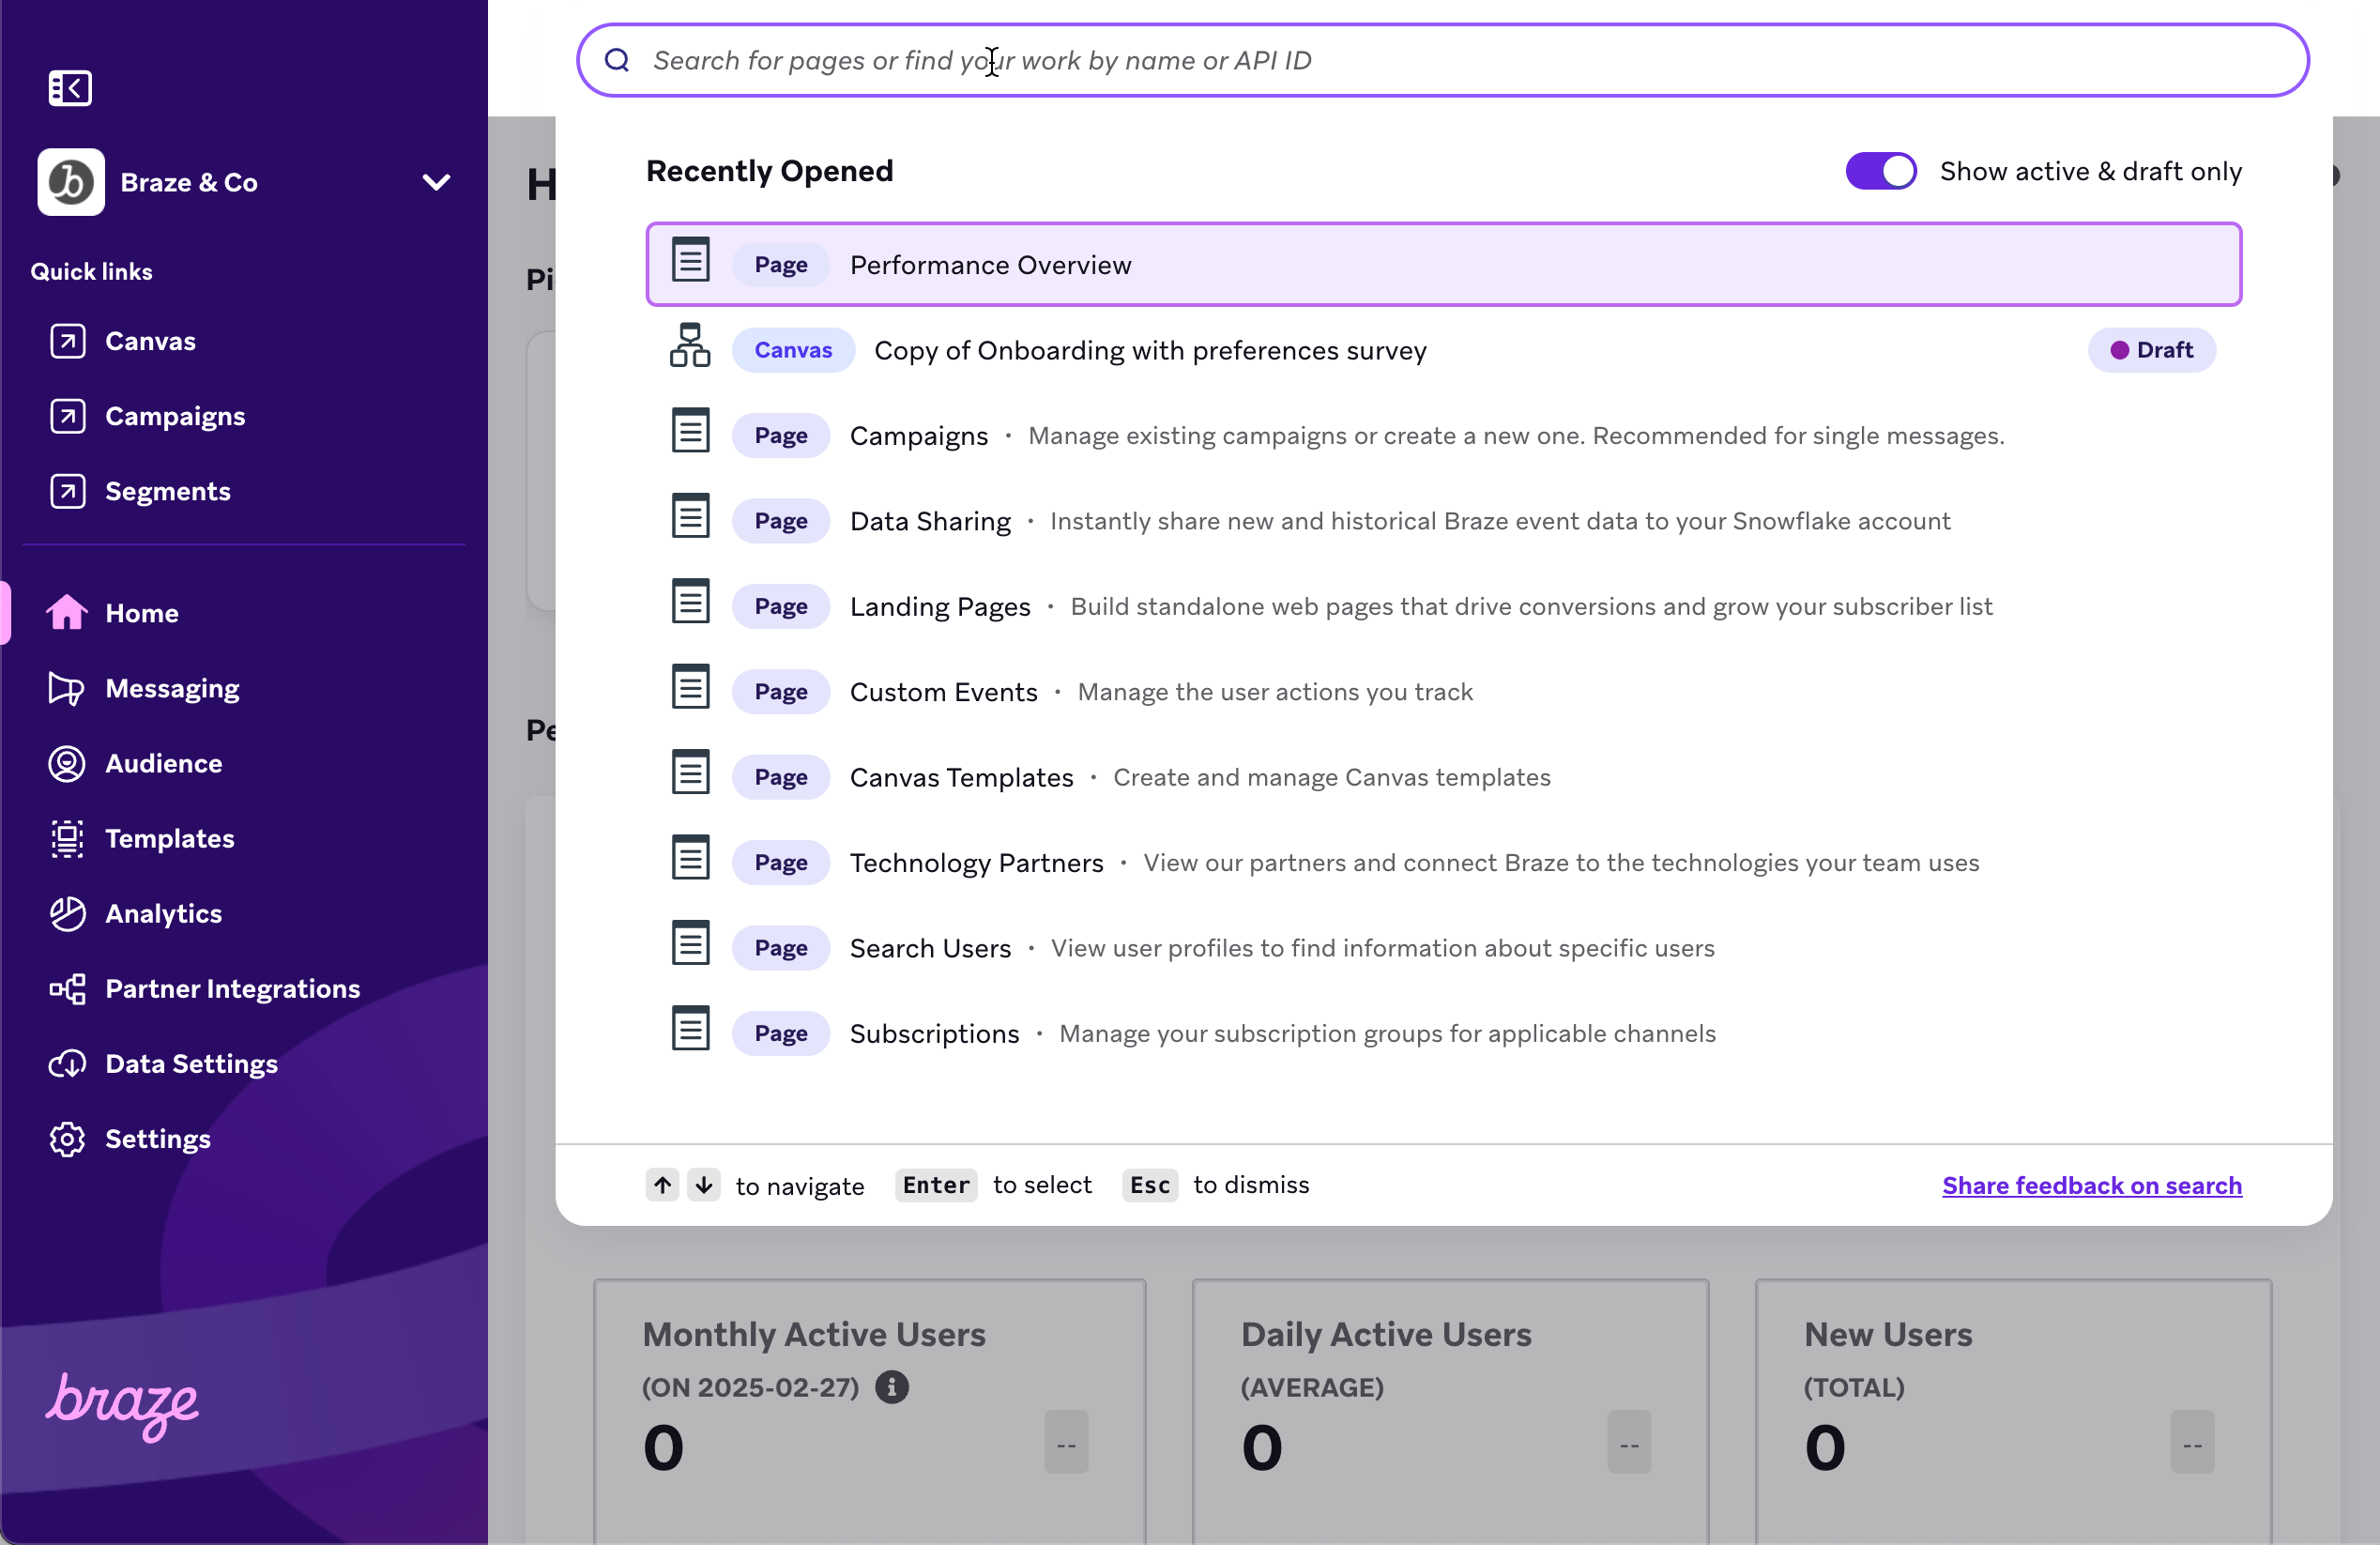 Search for pages or find your work by name or API ID
Braze & Co
Quick links
Canvas
Campaigns
Segments
Home
Messaging
Audience
Templates
Analytics
Partner Integrations
Data Settings
Settings
braze
Recently Opened
Show active & draft only
Page Performance Overview
Canvas Copy of Onboarding with preferences survey Draft
Page Campaigns • Manage existing campaigns or create a new one. Recommended for single messages.
Page Data Sharing • Instantly share new and historical Braze event data to your Snowflake account
Page Landing Pages • Build standalone web pages that drive conversions and grow your subscriber list
Page Custom Events • Manage the user actions you track
Page Canvas Templates • Create and manage Canvas templates
Page Technology Partners • View our partners and connect Braze to the technologies your team uses
Page Search Users • View user profiles to find information about specific users
Page Subscriptions • Manage your subscription groups for applicable channels
↑ ↓ to navigate Enter to select Esc to dismiss
Share feedback on search
Monthly Active Users
(ON 2025-02-27)
0 --
Daily Active Users
(AVERAGE)
0 --
New Users
(TOTAL)
0 --